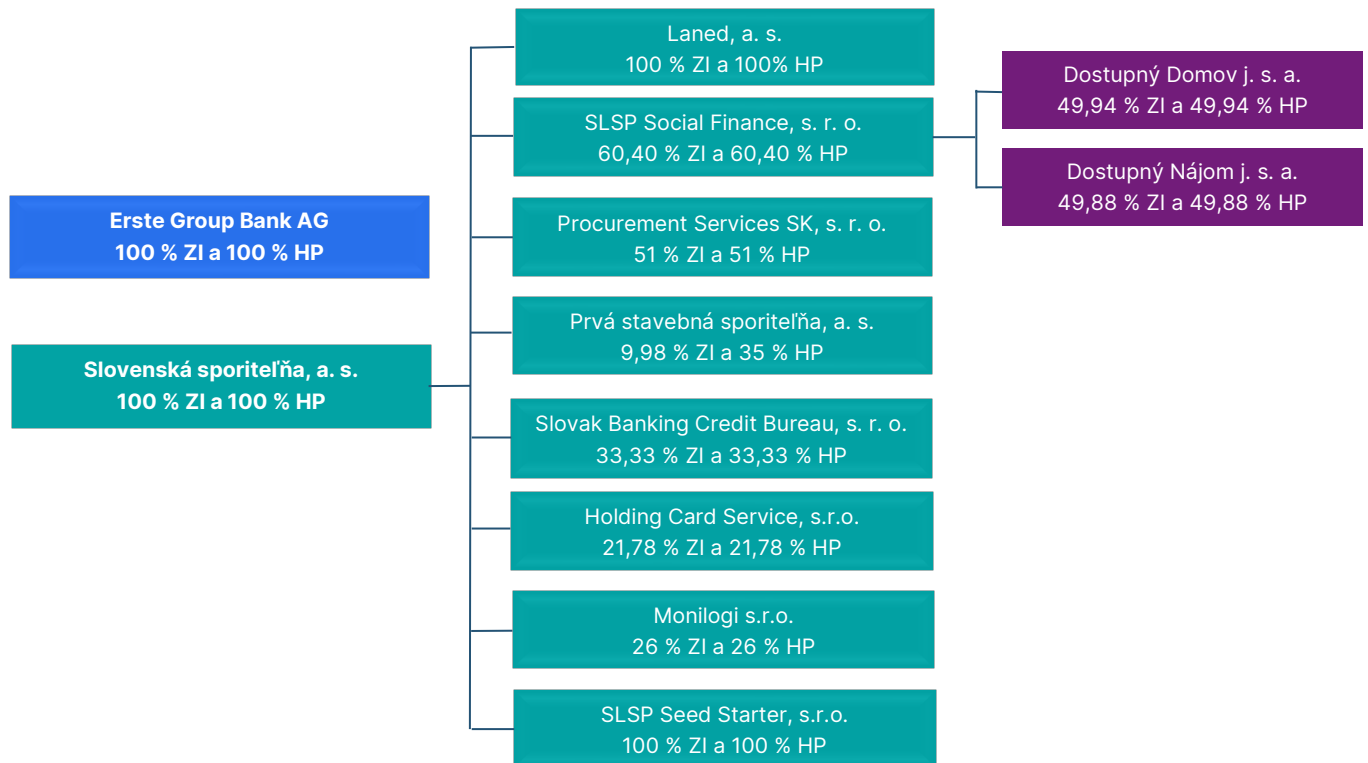 Erste Group Bank AG
100 % ZI a 100 % HP
Slovenská sporiteľňa, a. s.
100 % ZI a 100 % HP
Laned, a. s.
100 % ZI a 100% HP
SLSP Social Finance, s. r. o.
60,40 % ZI a 60,40 % HP
Procurement Services SK, s. r. o.
51 % ZI a 51 % HP
Prvá stavebná sporiteľňa, a. s.
9,98 % ZI a 35 % HP
Slovak Banking Credit Bureau, s. r. o.
33,33 % ZI a 33,33 % HP
Holding Card Service, s.r.o.
21,78 % ZI a 21,78 % HP
Monilogi s.r.o.
26 % ZI a 26 % HP
SLSP Seed Starter, s.r.o.
100 % ZI a 100 % HP
Dostupný Domov j. s. a.
49,94 % ZI a 49,94 % HP
Dostupný Nájom j. s. a.
49,88 % ZI a 49,88 % HP